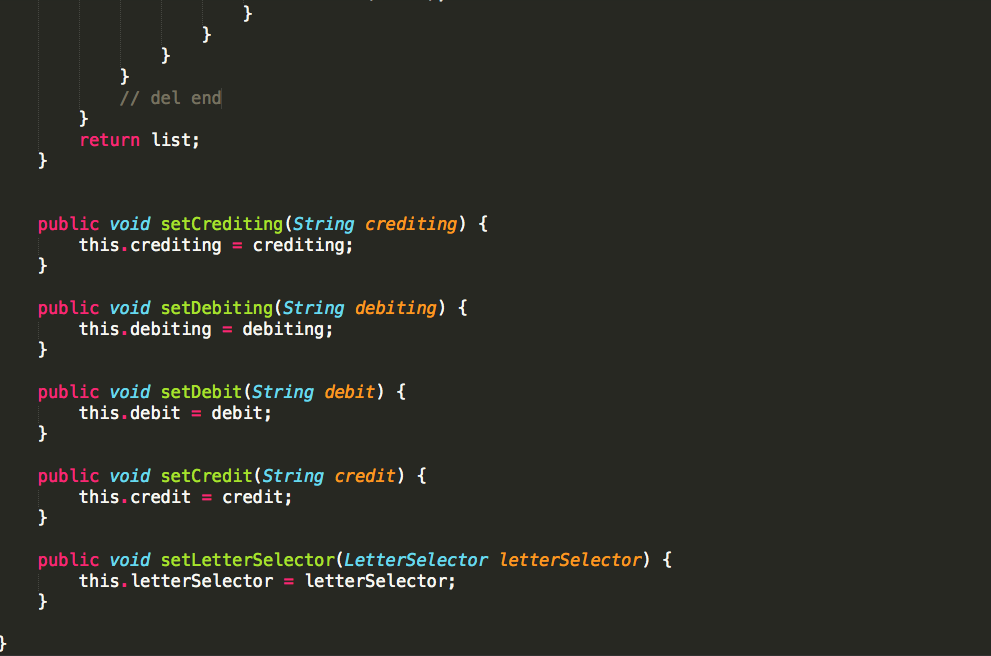 }
}
}
}
// del end
}
return list;
}
public void setCrediting(String crediting) {
this.crediting = crediting;
}
public void setDebiting(String debiting) {
this.debiting = debiting;
}
public void setDebit(String debit) {
this.debit = debit;
}
public void setCredit(String credit) {
this.credit = credit;
}
public void setLetterSelector(LetterSelector letterSelector) {
this.letterSelector = letterSelector;
}
}